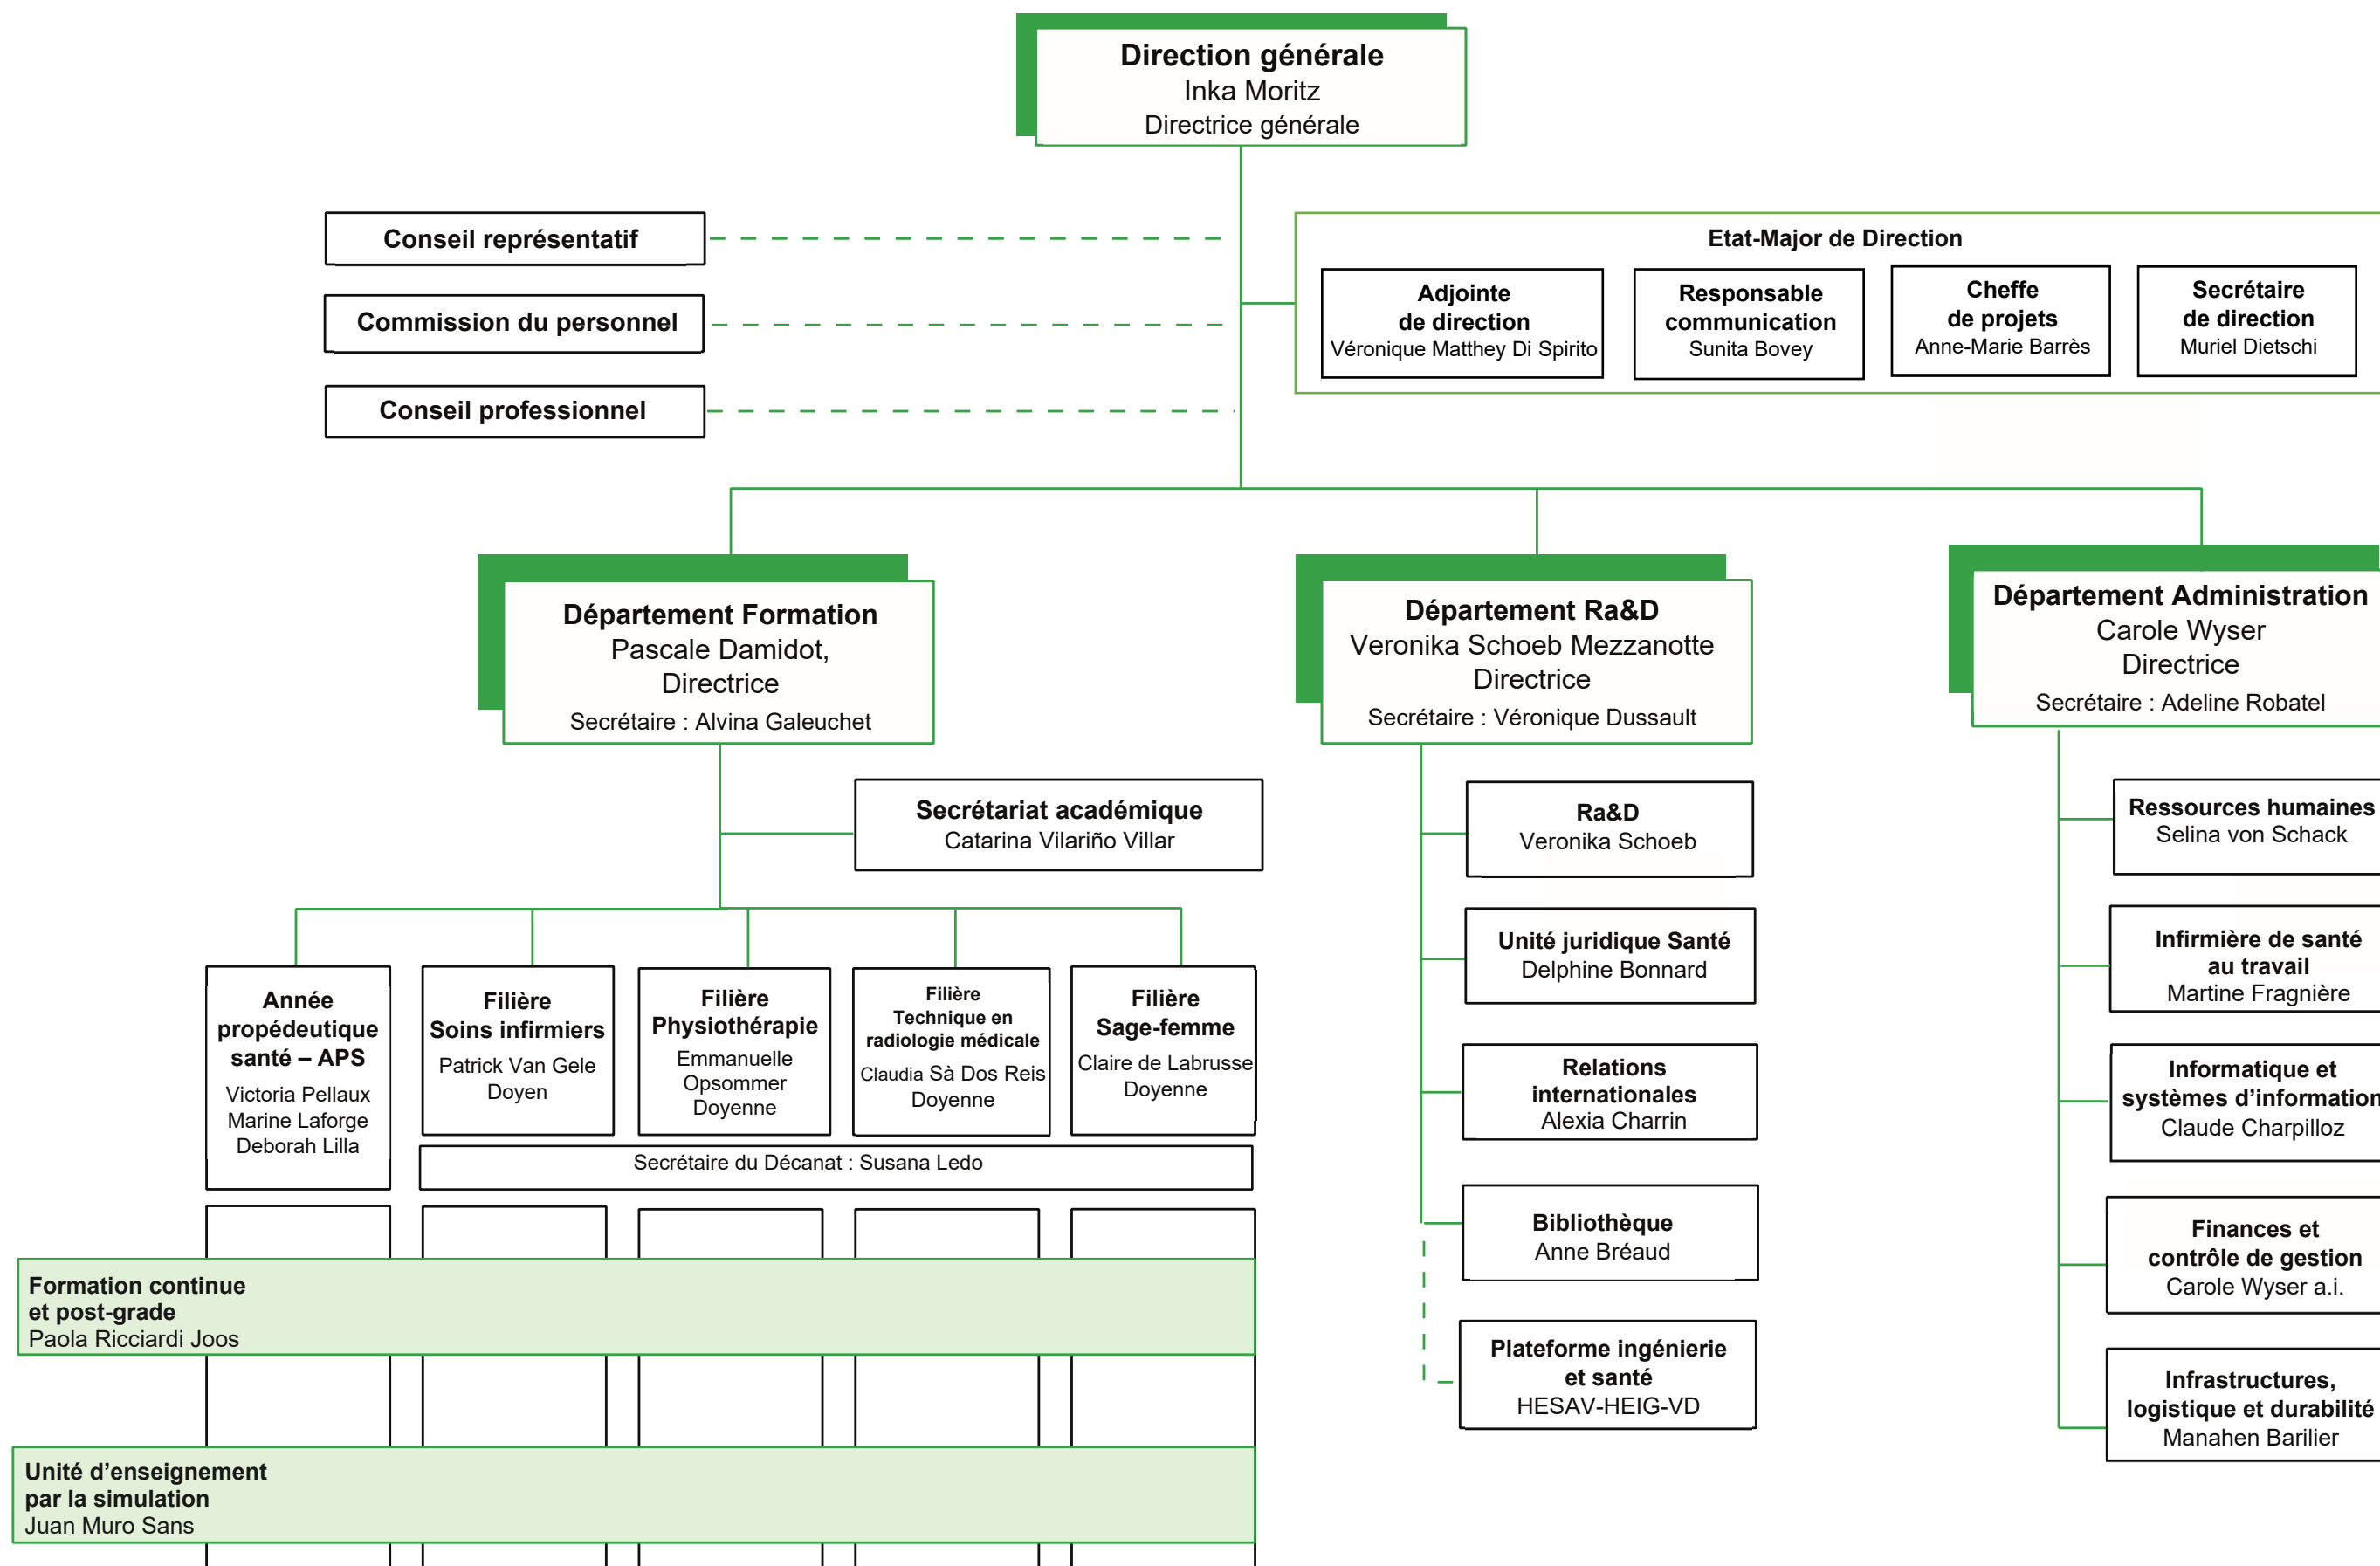 Direction générale
Inka Moritz
Directrice générale
Conseil représentatif
Commission du personnel
Conseil professionnel
Etat-Major de Direction
Adjointe
de direction
Véronique Matthey Di Spirito
Responsable
communication
Sunita Bovey
Cheffe
de projets
Anne-Marie Barrès
Secrétaire
de direction
Muriel Dietschi
Département Formation
Pascale Damidot,
Directrice
Secrétaire : Alvina Galeuchet
Secrétariat académique
Catarina Vilariño Villar
Année
propédeutique
santé – APS
Victoria Pellaux
Marine Laforge
Deborah Lilla
Filière
Soins infirmiers
Patrick Van Gele
Doyen
Filière
Physiothérapie
Emmanuelle
Opsommer
Doyenne
Filière
Technique en
radiologie médicale
Claudia Sà Dos Reis
Doyenne
Filière
Sage-femme
Claire de Labrusse
Doyenne
Secrétaire du Décanat : Susana Ledo
Formation continue
et post-grade
Paola Ricciardi Joos
Unité d’enseignement
par la simulation
Juan Muro Sans
Département Ra&D
Veronika Schoeb Mezzanotte
Directrice
Secrétaire : Véronique Dussault
Ra&D
Veronika Schoeb
Unité juridique Santé
Delphine Bonnard
Relations
internationales
Alexia Charrin
Bibliothèque
Anne Bréaud
Plateforme ingénierie
et santé
HESAV-HEIG-VD
Département Administration
Carole Wyser
Directrice
Secrétaire : Adeline Robatel
Ressources humaines
Selina von Schack
Infirmière de santé
au travail
Martine Fragnière
Informatique et
systèmes d’information
Claude Charpilloz
Finances et
contrôle de gestion
Carole Wyser a.i.
Infrastructures,
logistique et durabilité
Manahen Barilier